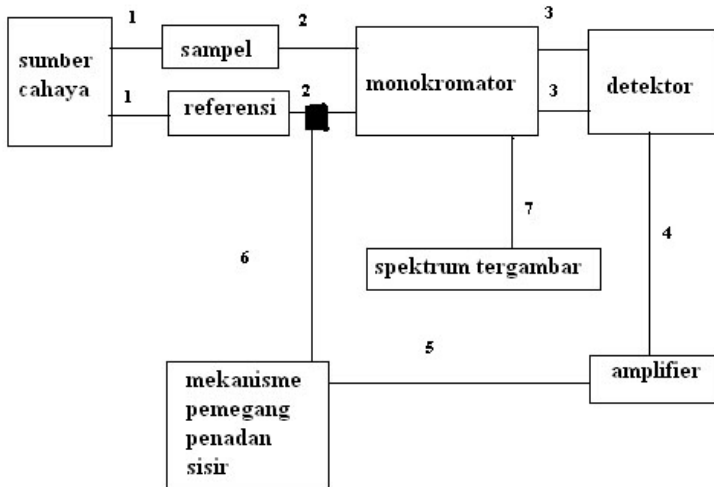 1
2
3
sumber
cahaya
sampel
monokromator
detektor
1
referensi
2
3
7
6
4
spektrum tergambar
5
mekanisme
pemegang
penadan
sisir
amplifier